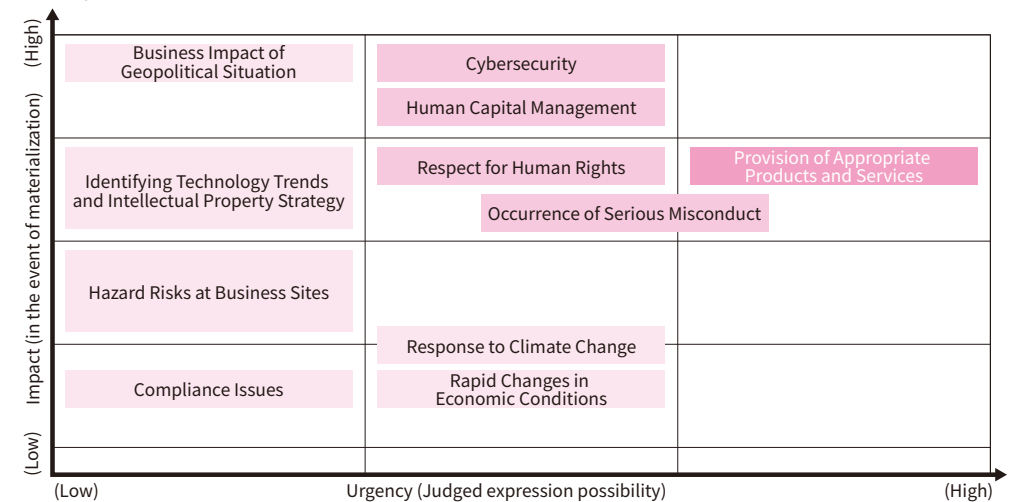 (High)
Impact (in the event of materialization)
(Low)
Business Impact of
Geopolitical Situation
Cybersecurity
Human Capital Management
Identifying Technology Trends
and Intellectual Property Strategy
Respect for Human Rights
Provision of Appropriate
Products and Services
Occurrence of Serious Misconduct
Hazard Risks at Business Sites
Response to Climate Change
Compliance Issues
Rapid Changes in
Economic Conditions
(Low)
Urgency (Judged expression possibility)
(High)